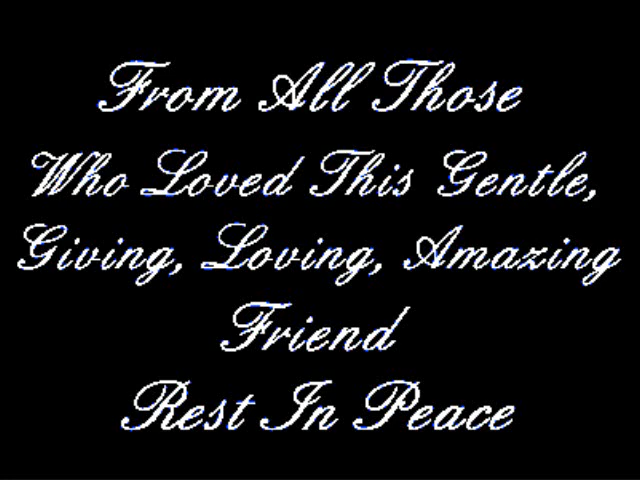 From All Those
Who Loved This Gentle,
Giving, Loving, Amazing
Friend
Rest In Peace